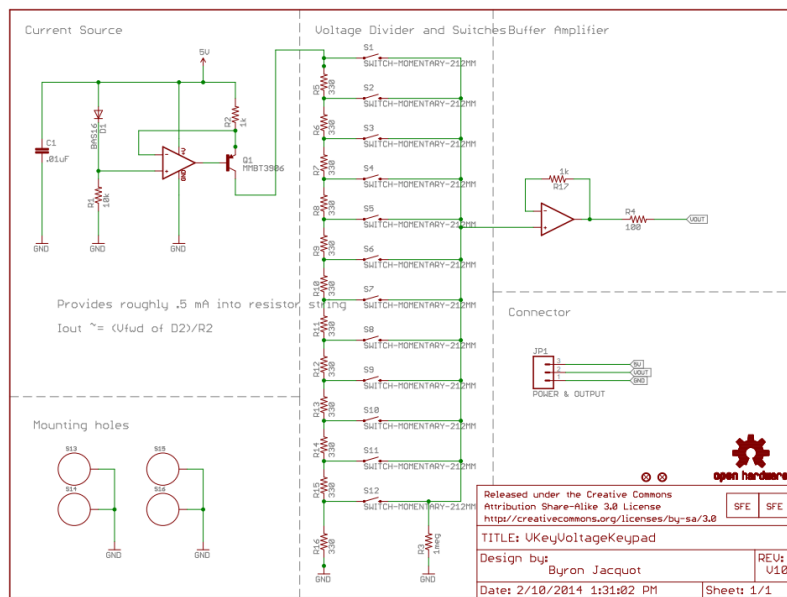 Current Source
5V
C1
.01uF
BAS16
D1
R1
10k
R2
1k
V+
GND
Q1
MMBT3906
GND
GND
GND
Provides roughly .5 mA into resistor string
Iout ~= (Vfwd of D2)/R2
Mounting holes
S13
S15
S14
S16
GND
GND
Voltage Divider and Switches
S1
SWITCH-MOMENTARY-212MM
R5
330
S2
SWITCH-MOMENTARY-212MM
R6
330
S3
SWITCH-MOMENTARY-212MM
R7
330
S4
SWITCH-MOMENTARY-212MM
R8
330
S5
SWITCH-MOMENTARY-212MM
R9
330
S6
SWITCH-MOMENTARY-212MM
R10
330
S7
SWITCH-MOMENTARY-212MM
R11
330
S8
SWITCH-MOMENTARY-212MM
R12
330
S9
SWITCH-MOMENTARY-212MM
R13
330
S10
SWITCH-MOMENTARY-212MM
R14
330
S11
SWITCH-MOMENTARY-212MM
R15
330
S12
SWITCH-MOMENTARY-212MM
R16
330
GND
R3
1meg
GND
Buffer Amplifier
1k
R17
R4
100
VOUT
Connector
JP1
3
2
1
5V
VOUT
GND
POWER & OUTPUT
open hardware
Released under the Creative Commons
Attribution Share-Alike 3.0 License
http://creativecommons.org/licenses/by-sa/3.0
SFE
SFE
TITLE: VKeyVoltageKeypad
Design by:
Byron Jacquot
REV:
V10
Date: 2/10/2014 1:31:02 PM
Sheet: 1/1